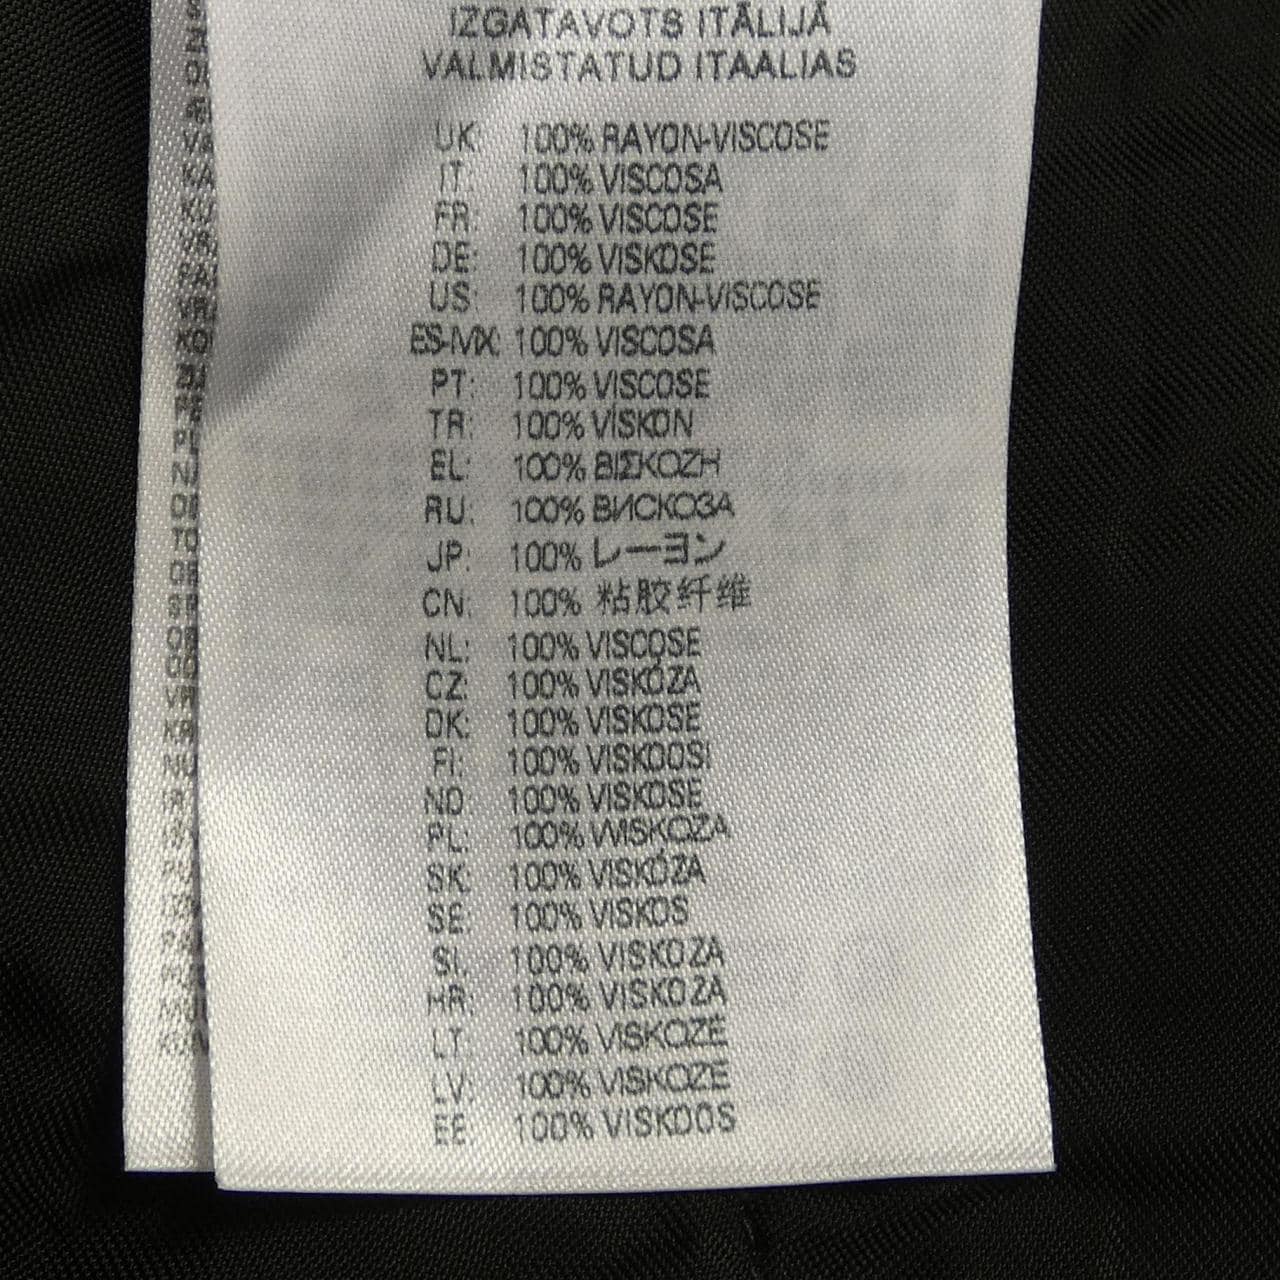 IZGATAVOTS ITĀLIJĀ
VALMISTATUD ITAALIAS
UK: 100% RAYON-VISCOSE
IT: 100% VISCOSA
FR: 100% VISCOSE
DE: 100% VISKOSE
US: 100% RAYON-VISCOSE
ES-MX: 100% VISCOSA
PT: 100% VISCOSE
TR: 100% VİSKON
EL: 100% ΒΙΣΚΟΖΗ
RU: 100% ВИСКОЗА
JP: 100% レーヨン
CN: 100% 粘胶纤维
NL: 100% VISCOSE
CZ: 100% VISKÓZA
DK: 100% VISKOSE
FI: 100% VISKOOSI
NO: 100% VISKOSE
PL: 100% WISKOZA
SK: 100% VISKÓZA
SE: 100% VISKOS
SI: 100% VISKOZA
HR: 100% VISKOZA
LT: 100% VISKOZĖ
LV: 100% VISKOZE
EE: 100% VISKOOS